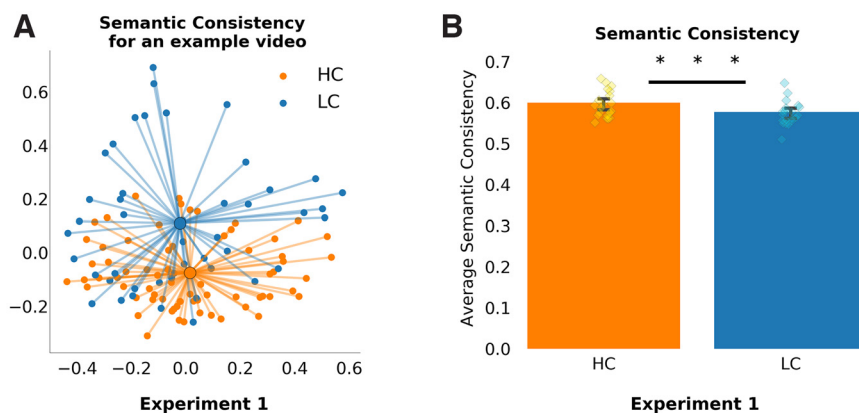 A
Semantic Consistency
for an example video
HC
LC
0.6
0.4
0.2
0.0
−0.2
−0.4 −0.2 0.0 0.2 0.4 0.6
Experiment 1
B
Semantic Consistency
* * *
Average Semantic Consistency
0.7
0.6
0.5
0.4
0.3
0.2
0.1
0.0
HC LC
Experiment 1